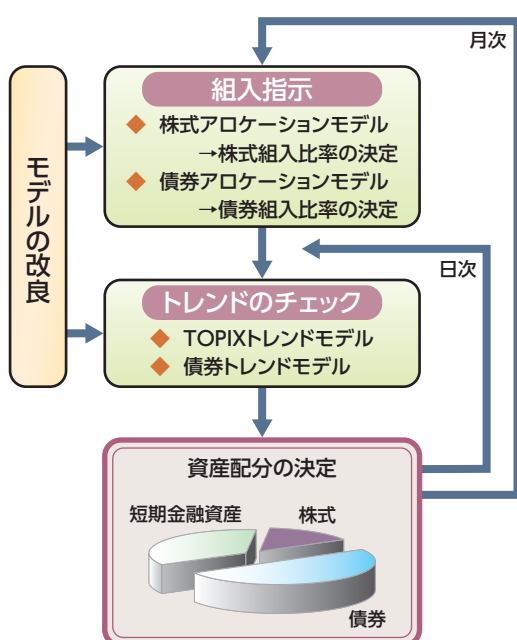 月次
組入指示
◆ 株式アロケーションモデル
→株式組入比率の決定
◆ 債券アロケーションモデル
→債券組入比率の決定
モデルの改良
日次
トレンドのチェック
◆ TOPIXトレンドモデル
◆ 債券トレンドモデル
資産配分の決定
短期金融資産
株式
債券